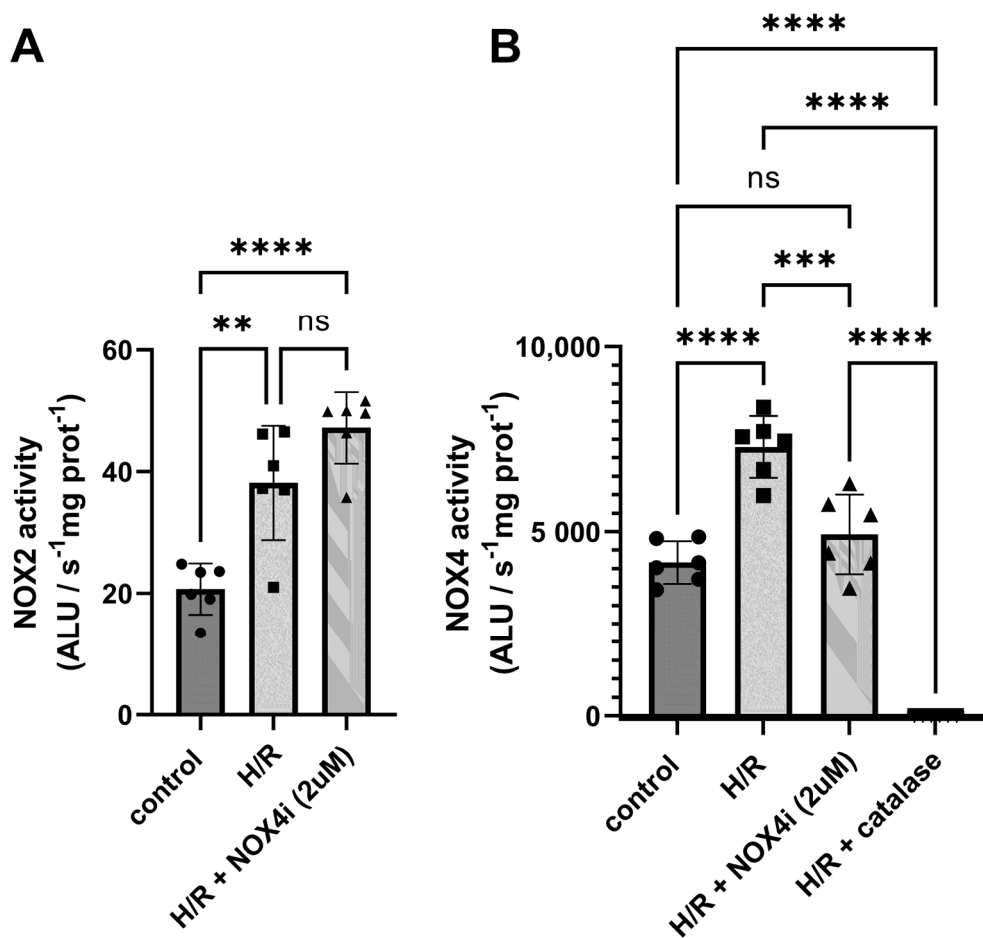 A
****
**
ns
60
40
20
0
NOX2 activity
(ALU / s⁻¹mg prot⁻¹)
control
H/R
H/R + NOX4i (2uM)
B
****
****
ns
***
****
****
10,000
5 000
0
NOX4 activity
(ALU / s⁻¹mg prot⁻¹)
control
H/R
H/R + NOX4i (2uM)
H/R + catalase